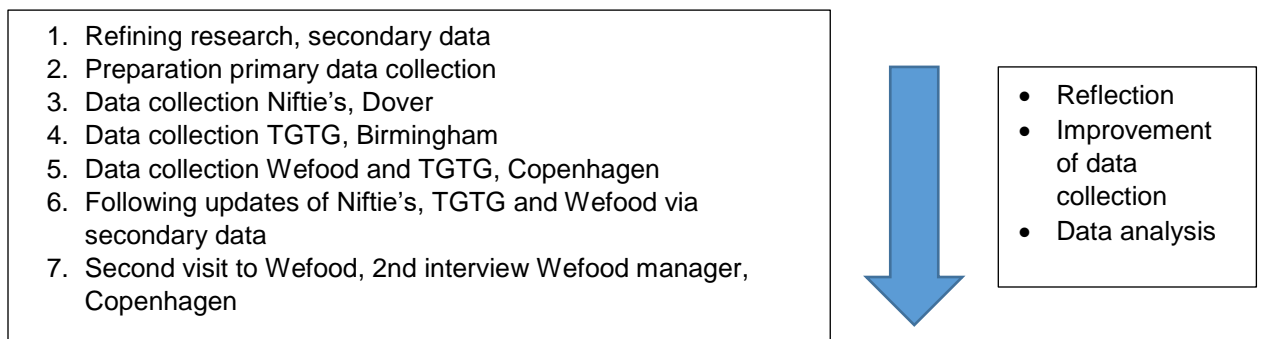 1. Refining research, secondary data
2. Preparation primary data collection
3. Data collection Niftie's, Dover
4. Data collection TGTG, Birmingham
5. Data collection Wefood and TGTG, Copenhagen
6. Following updates of Niftie's, TGTG and Wefood via
secondary data
7. Second visit to Wefood, 2nd interview Wefood manager,
Copenhagen
• Reflection
• Improvement
of data
collection
• Data analysis